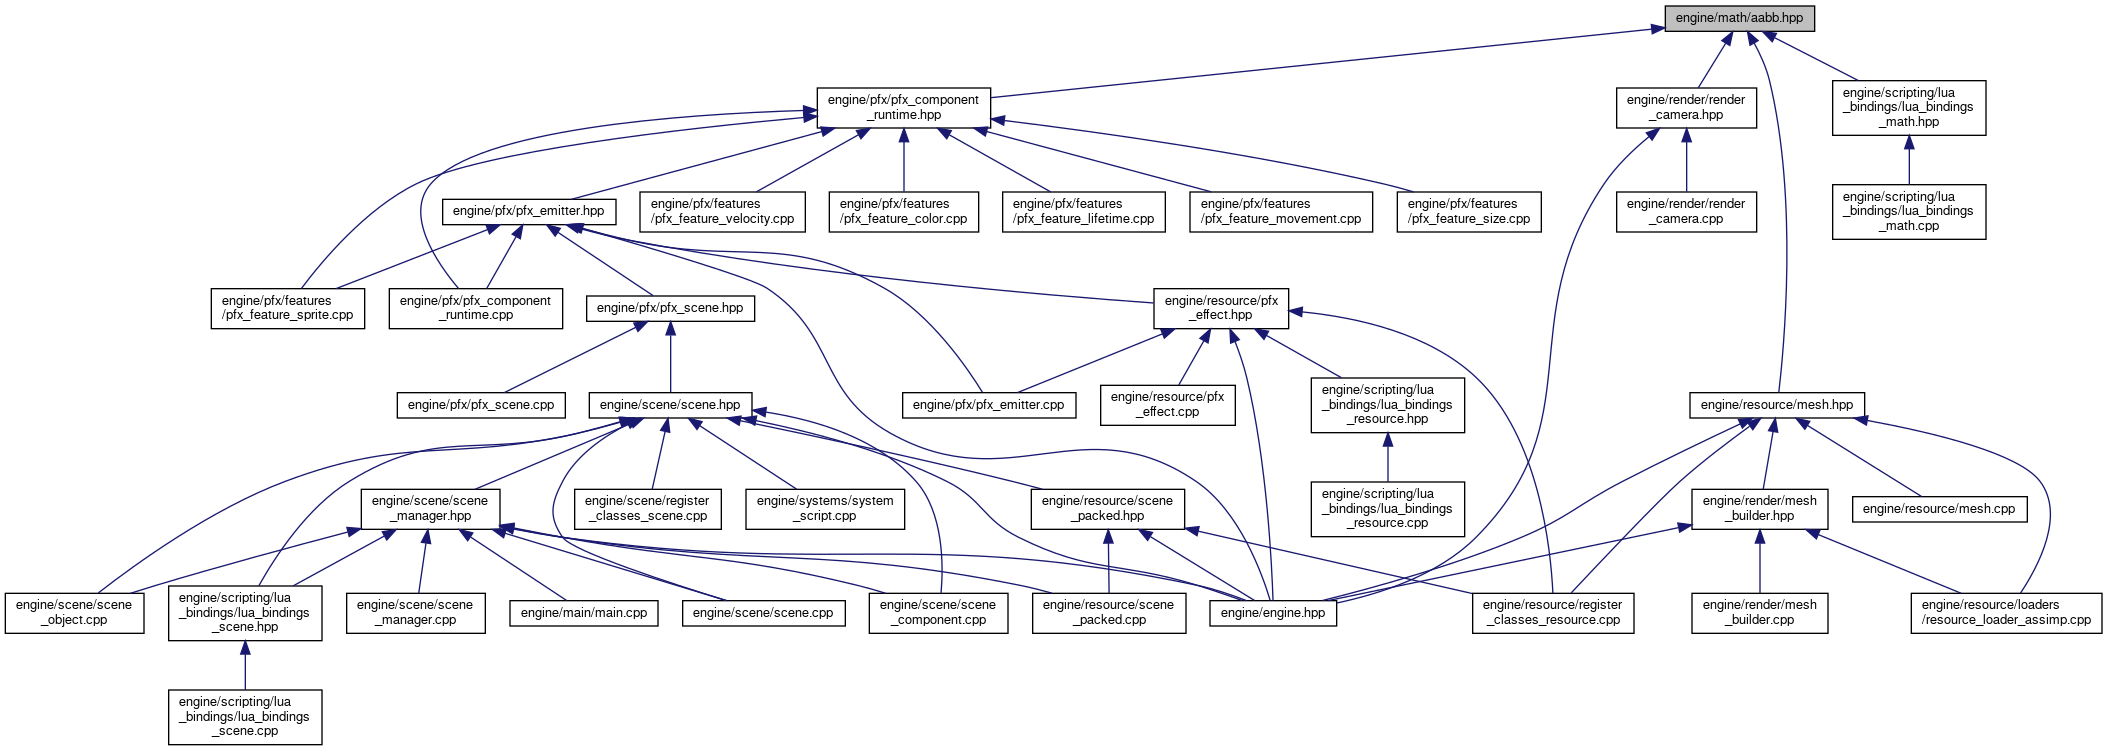 engine/math/aabb.hpp
engine/pfx/pfx_component
_runtime.hpp
engine/render/render
_camera.hpp
engine/scripting/lua
_bindings/lua_bindings
_math.hpp
engine/pfx/pfx_emitter.hpp
engine/pfx/features
/pfx_feature_velocity.cpp
engine/pfx/features
/pfx_feature_color.cpp
engine/pfx/features
/pfx_feature_lifetime.cpp
engine/pfx/features
/pfx_feature_movement.cpp
engine/pfx/features
/pfx_feature_size.cpp
engine/render/render
_camera.cpp
engine/scripting/lua
_bindings/lua_bindings
_math.cpp
engine/pfx/features
/pfx_feature_sprite.cpp
engine/pfx/pfx_component
_runtime.cpp
engine/pfx/pfx_scene.hpp
engine/resource/pfx
_effect.hpp
engine/pfx/pfx_scene.cpp
engine/scene/scene.hpp
engine/pfx/pfx_emitter.cpp
engine/resource/pfx
_effect.cpp
engine/scripting/lua
_bindings/lua_bindings
_resource.hpp
engine/resource/mesh.hpp
engine/scene/scene
_manager.hpp
engine/scene/register
_classes_scene.cpp
engine/systems/system
_script.cpp
engine/resource/scene
_packed.hpp
engine/scripting/lua
_bindings/lua_bindings
_resource.cpp
engine/render/mesh
_builder.hpp
engine/resource/mesh.cpp
engine/scene/scene
_object.cpp
engine/scripting/lua
_bindings/lua_bindings
_scene.hpp
engine/scene/scene
_manager.cpp
engine/main/main.cpp
engine/scene/scene.cpp
engine/scene/scene
_component.cpp
engine/resource/scene
_packed.cpp
engine/engine.hpp
engine/resource/register
_classes_resource.cpp
engine/render/mesh
_builder.cpp
engine/resource/loaders
/resource_loader_assimp.cpp
engine/scripting/lua
_bindings/lua_bindings
_scene.cpp